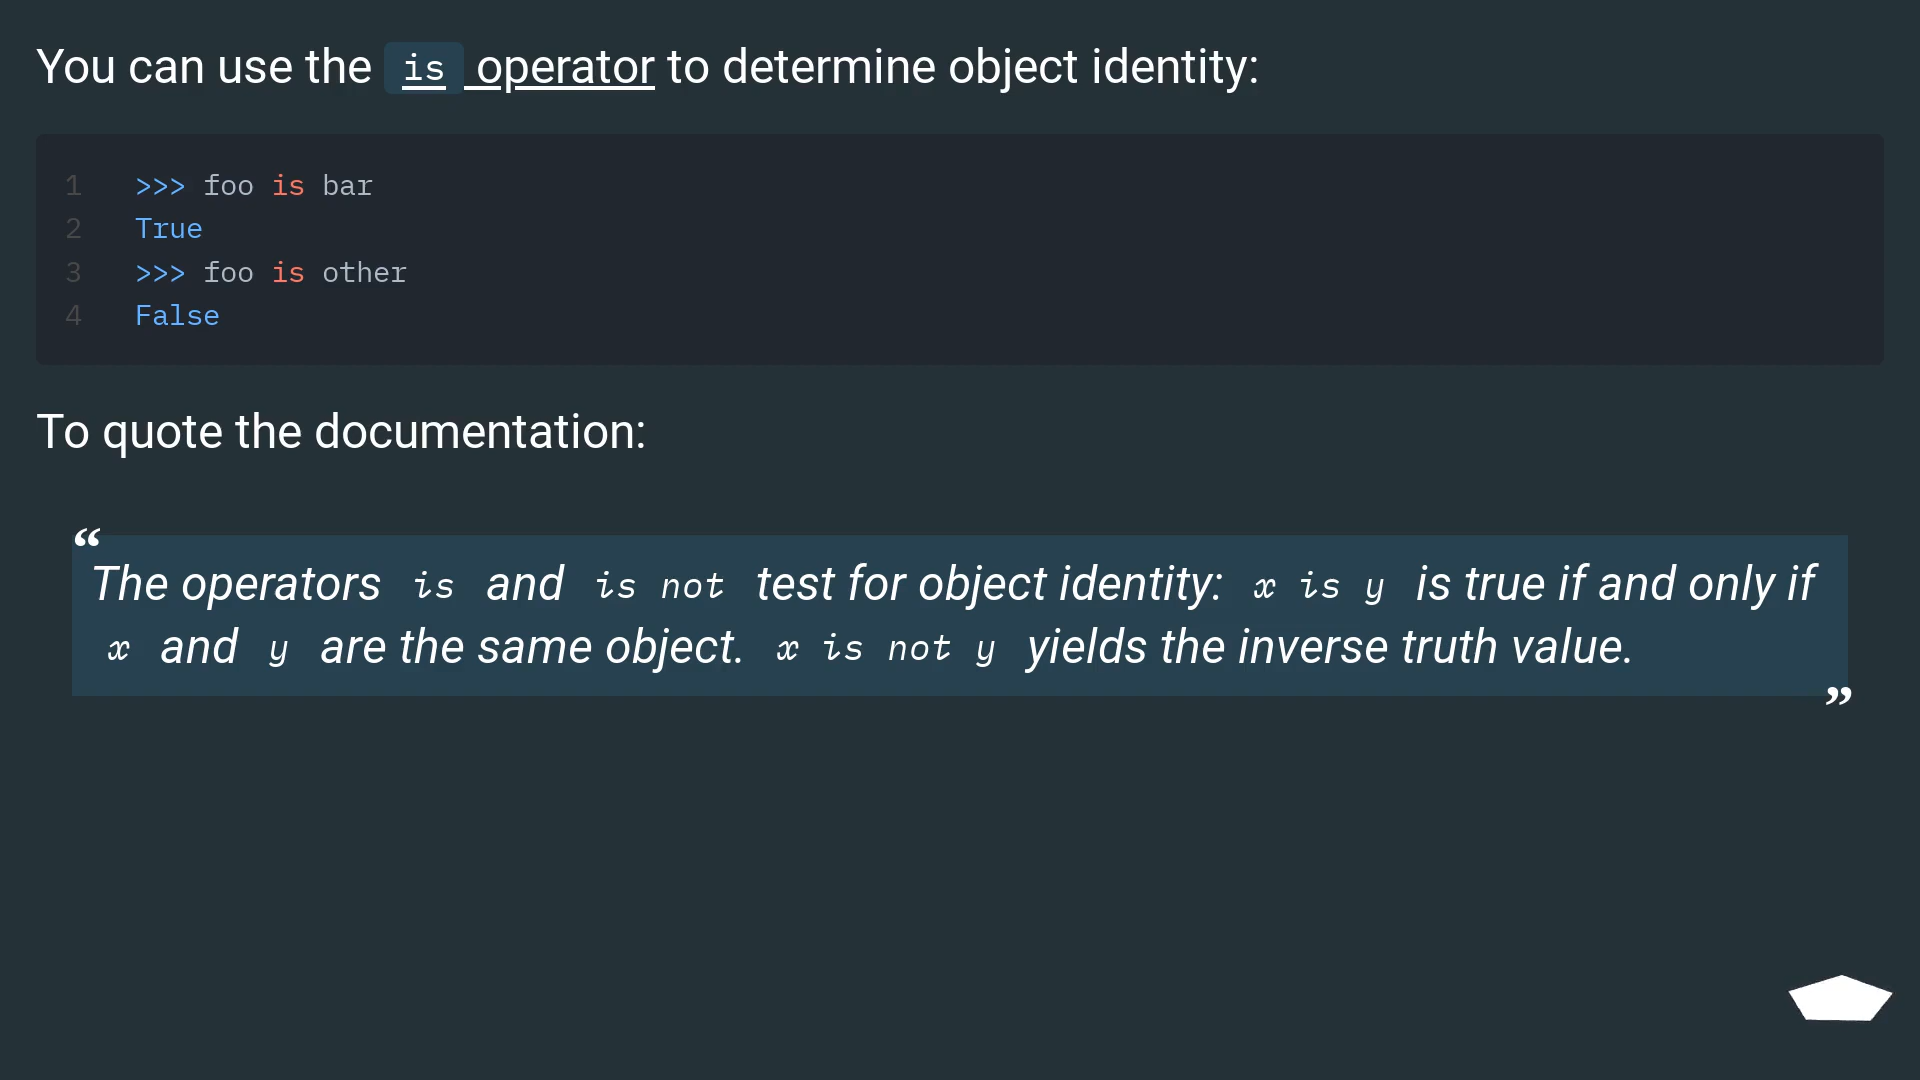 You can use the is operator to determine object identity:
1 >>> foo is bar
2 True
3 >>> foo is other
4 False
To quote the documentation:
“The operators is and is not test for object identity: x is y is true if and only if
x and y are the same object. x is not y yields the inverse truth value.”